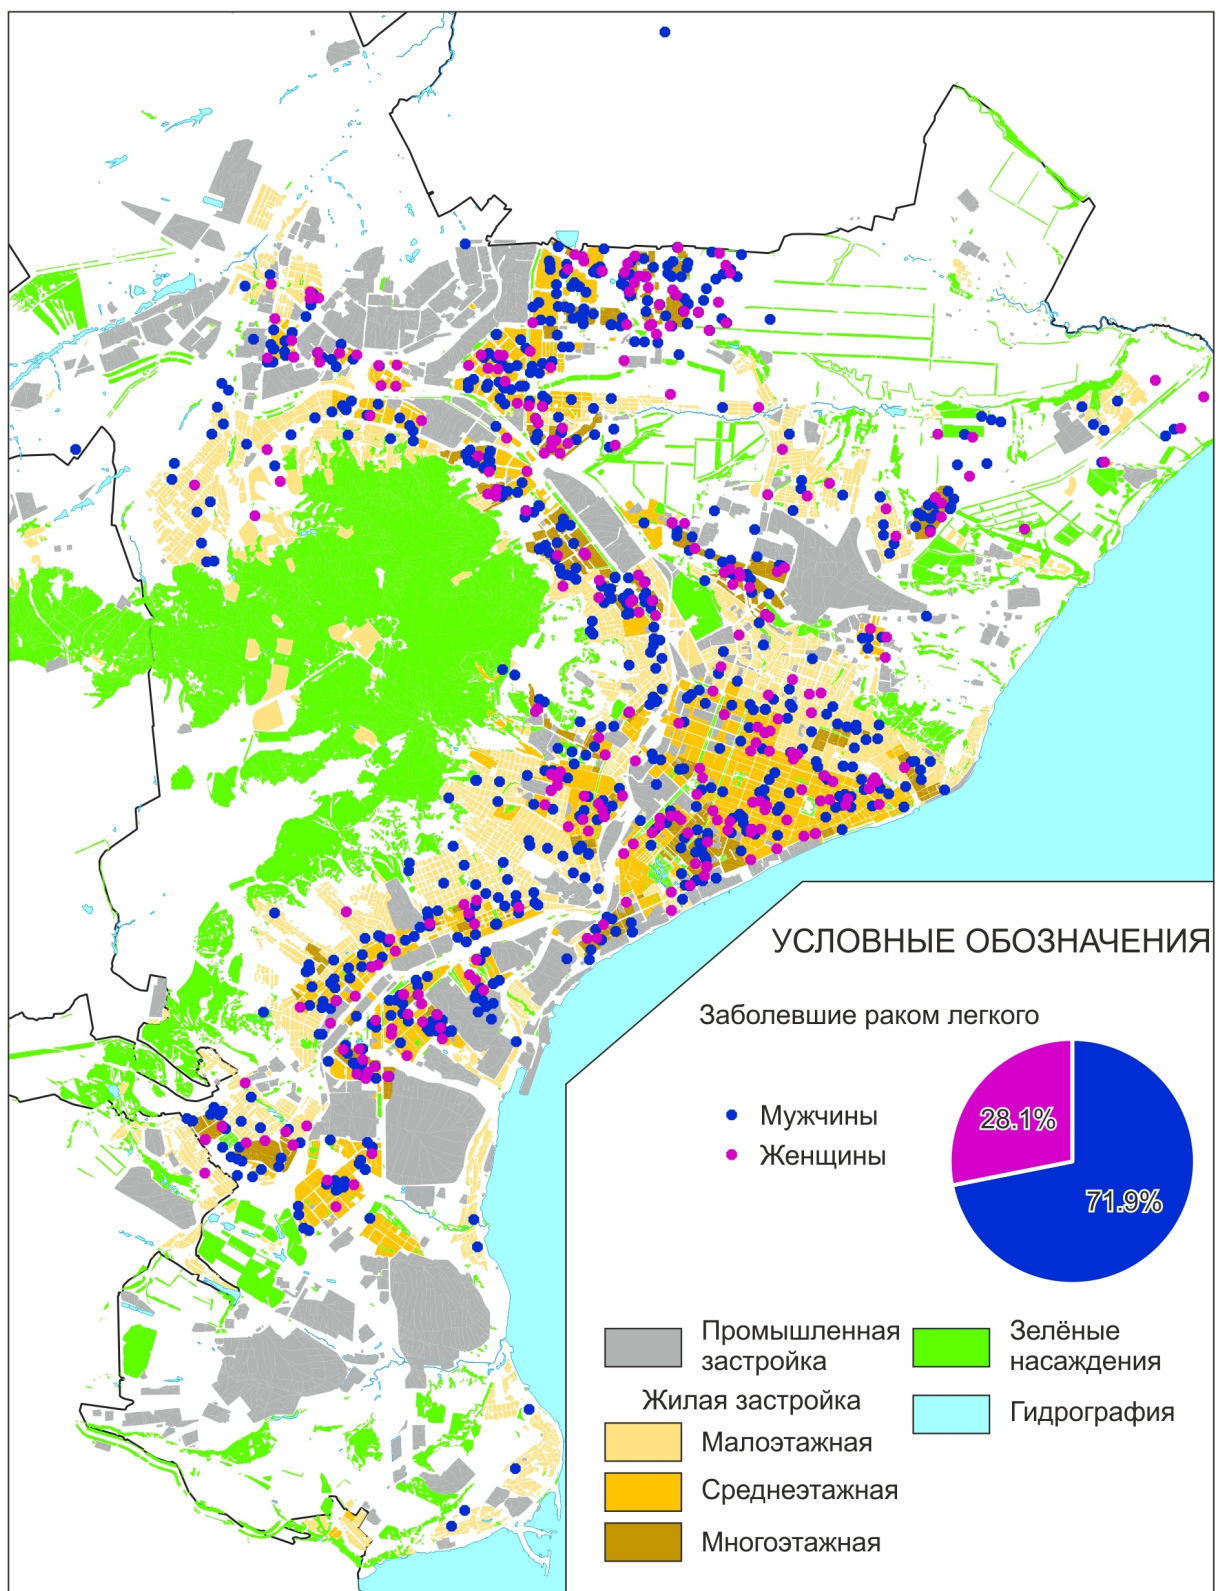 УСЛОВНЫЕ ОБОЗНАЧЕНИЯ
Заболевшие раком легкого
Мужчины
Женщины
28.1%
71.9%
Промышленная
застройка
Жилая застройка
Малоэтажная
Среднеэтажная
Многоэтажная
Зелёные
насаждения
Гидрография